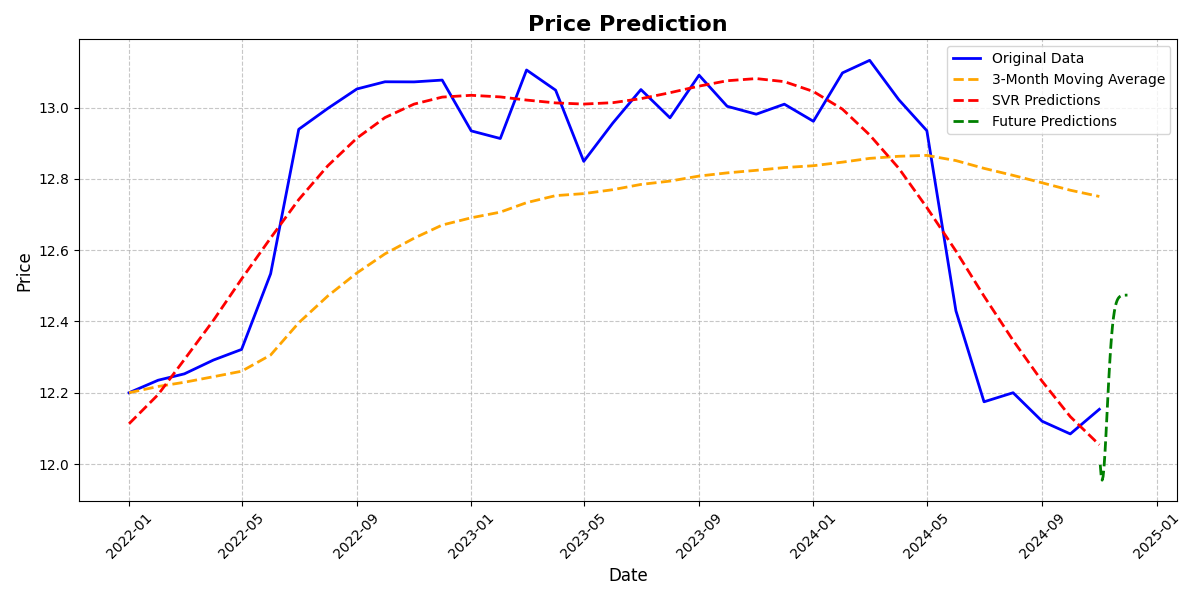 Price Prediction
Original Data
3-Month Moving Average
SVR Predictions
Future Predictions
Price
13.0
12.8
12.6
12.4
12.2
12.0
2022-01
2022-05
2022-09
2023-01
2023-05
2023-09
2024-01
2024-05
2024-09
2025-01
Date